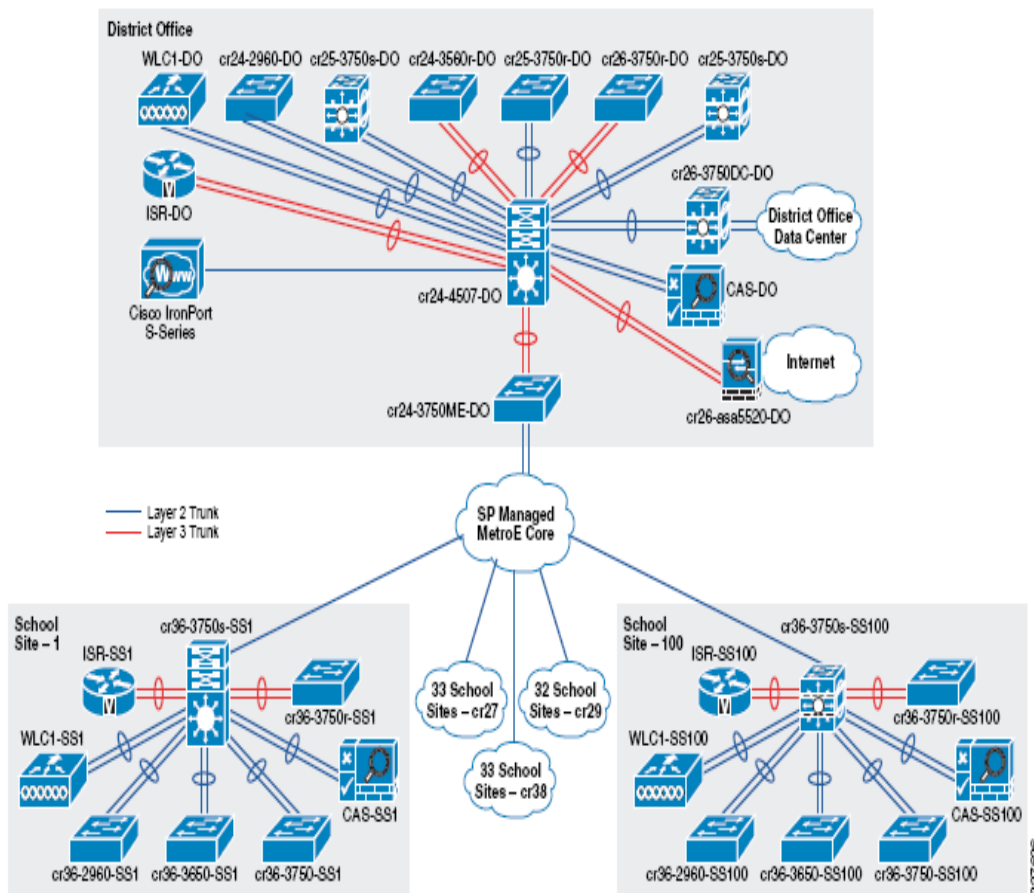 District Office
WLC1-DO
cr24-2960-DO
cr25-3750s-DO
cr24-3560r-DO
cr25-3750r-DO
cr26-3750r-DO
cr25-3750s-DO
ISR-DO
V
cr26-3750DC-DO
District Office
Data Center
Www
Cisco IronPort
S-Series
cr24-4507-DO
CAS-DO
Internet
cr24-3750ME-DO
cr26-asa5520-DO
Layer 2 Trunk
Layer 3 Trunk
SP Managed
MetroE Core
School
Site – 1
cr36-3750s-SS1
ISR-SS1
V
cr36-3750r-SS1
WLC1-SS1
CAS-SS1
cr36-2960-SS1
cr36-3650-SS1
cr36-3750-SS1
33 School
Sites – cr27
32 School
Sites – cr29
33 School
Sites – cr38
School
Site – 100
cr36-3750s-SS100
ISR-SS100
V
cr36-3750r-SS100
WLC1-SS100
CAS-SS100
cr36-2960-SS100
cr36-3650-SS100
cr36-3750-SS100